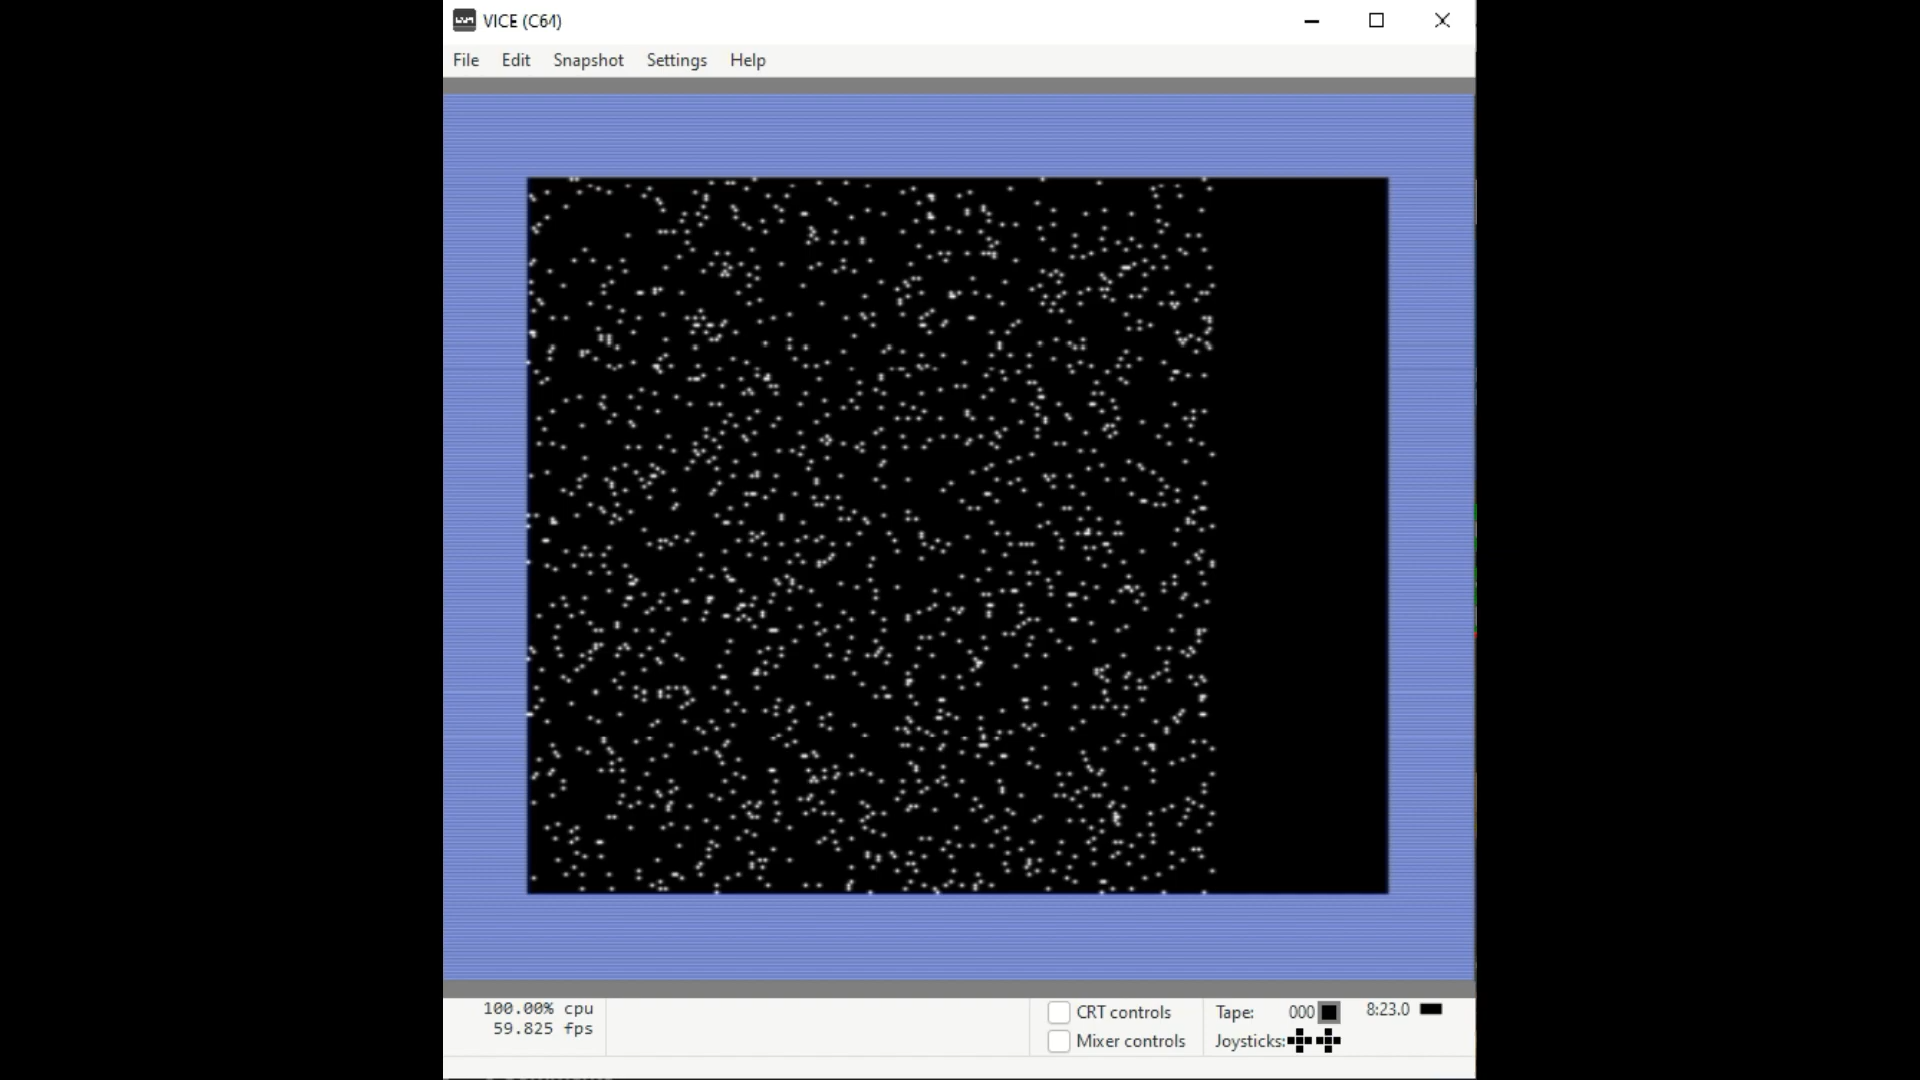 VICE (C64)
File Edit Snapshot Settings Help
100.00% cpu
59.825 fps
CRT controls
Mixer controls
Tape: 000
Joysticks:
8:23.0